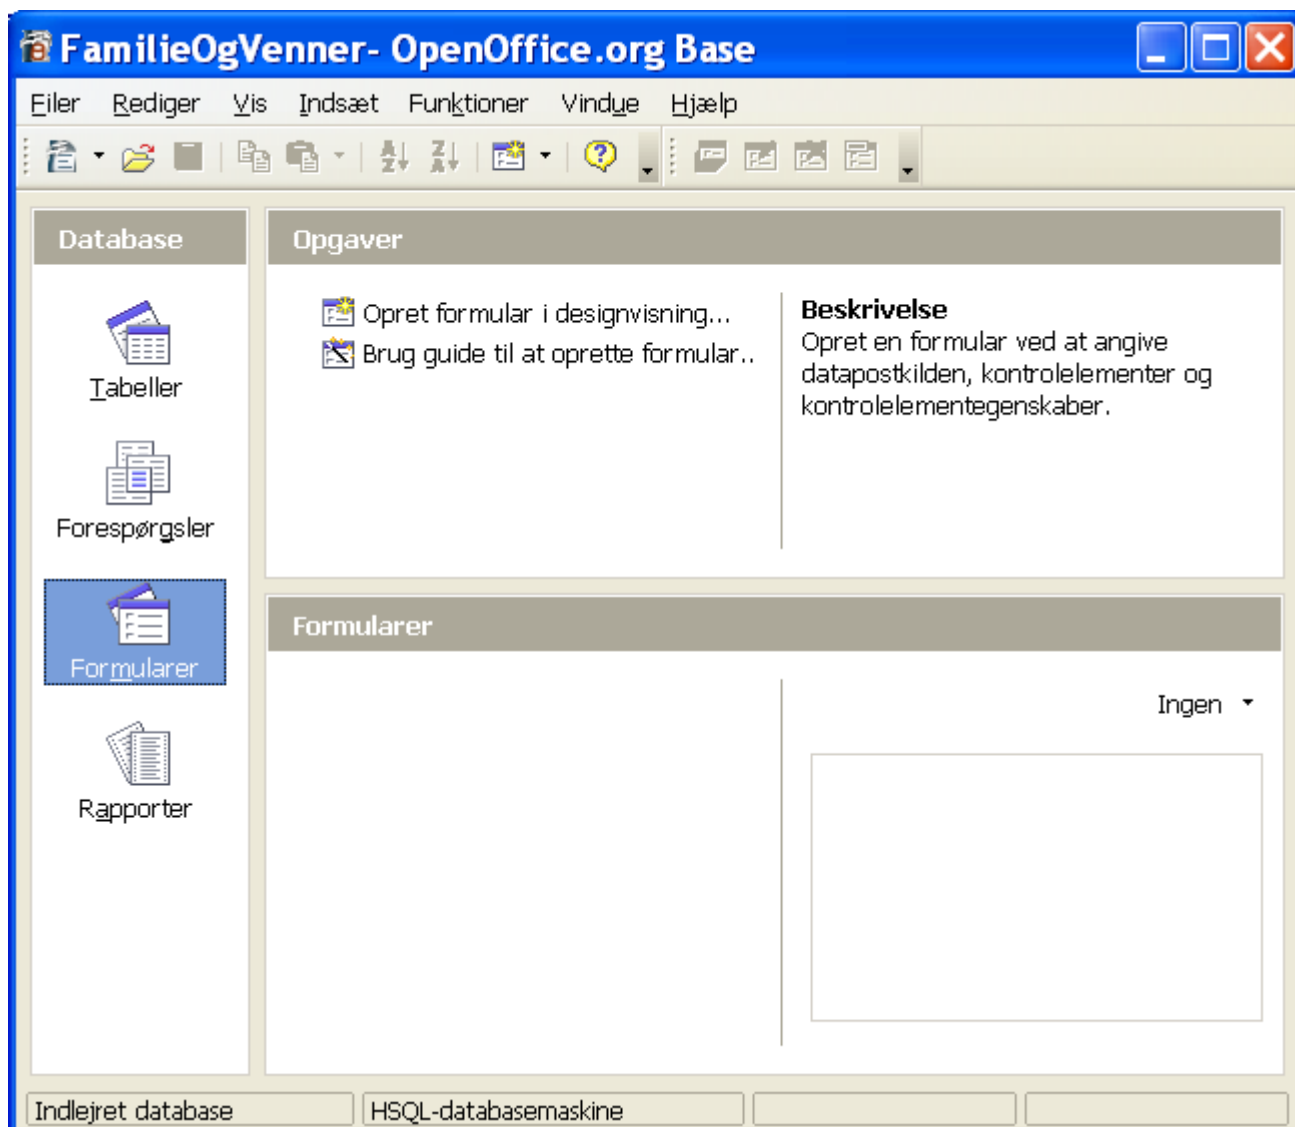 FamilieOgVenner- OpenOffice.org Base
Filer Rediger Vis Indsæt Funktioner Vindue Hjælp
Database
Opgaver
Opret formular i designvisning...
Brug guide til at oprette formular..
Beskrivelse
Opret en formular ved at angive
datapostkilden, kontrolelementer og
kontrolelementegenskaber.
Tabeller
Forespørgsler
Formularer
Rapporter
Formularer
Ingen
Indlejret database
HSQL-databasemaskine